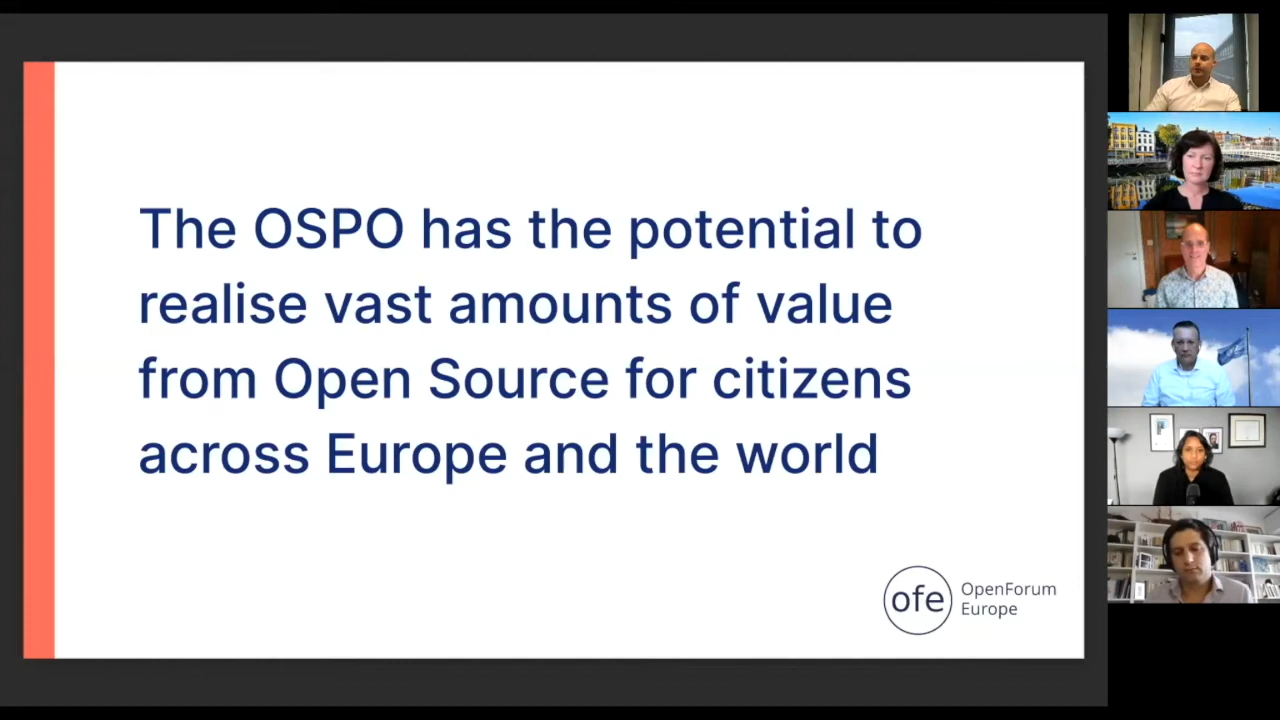 The OSPO has the potential to
realise vast amounts of value
from Open Source for citizens
across Europe and the world
ofe
OpenForum
Europe